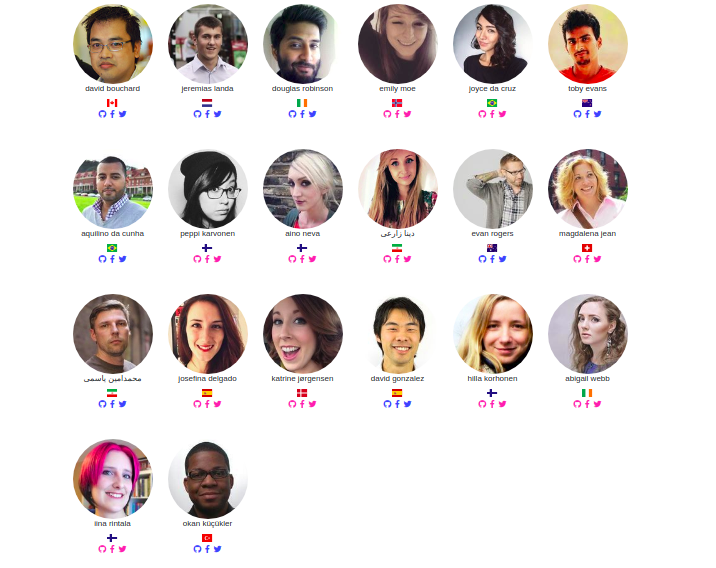 david bouchard
jeremias landa
douglas robinson
emily moe
joyce da cruz
toby evans
aquilino da cunha
peppi karvonen
aino neva
دینا زارعی
evan rogers
magdalena jean
محمدامین یاسمی
josefina delgado
katrine jørgensen
david gonzalez
hilla korhonen
abigail webb
iina rintala
okan küçükler